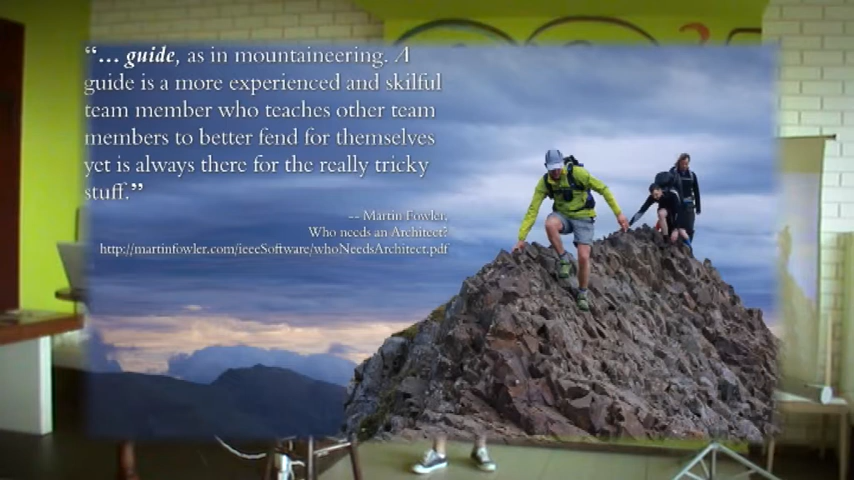 “... guide, as in mountaineering. A
guide is a more experienced and skilful
team member who teaches other team
members to better fend for themselves
yet is always there for the really tricky
stuff.”
-- Martin Fowler,
Who needs an Architect?
http://martinfowler.com/ieeeSoftware/whoNeedsArchitect.pdf